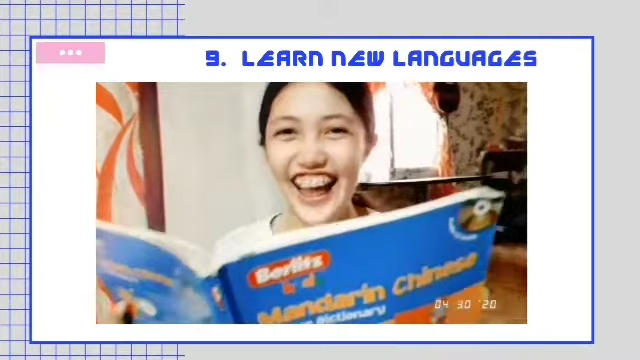 9. LEARN NEW LANGUAGES
Berlitz
Mandarin Chinese
Dictionary
04 30 '20